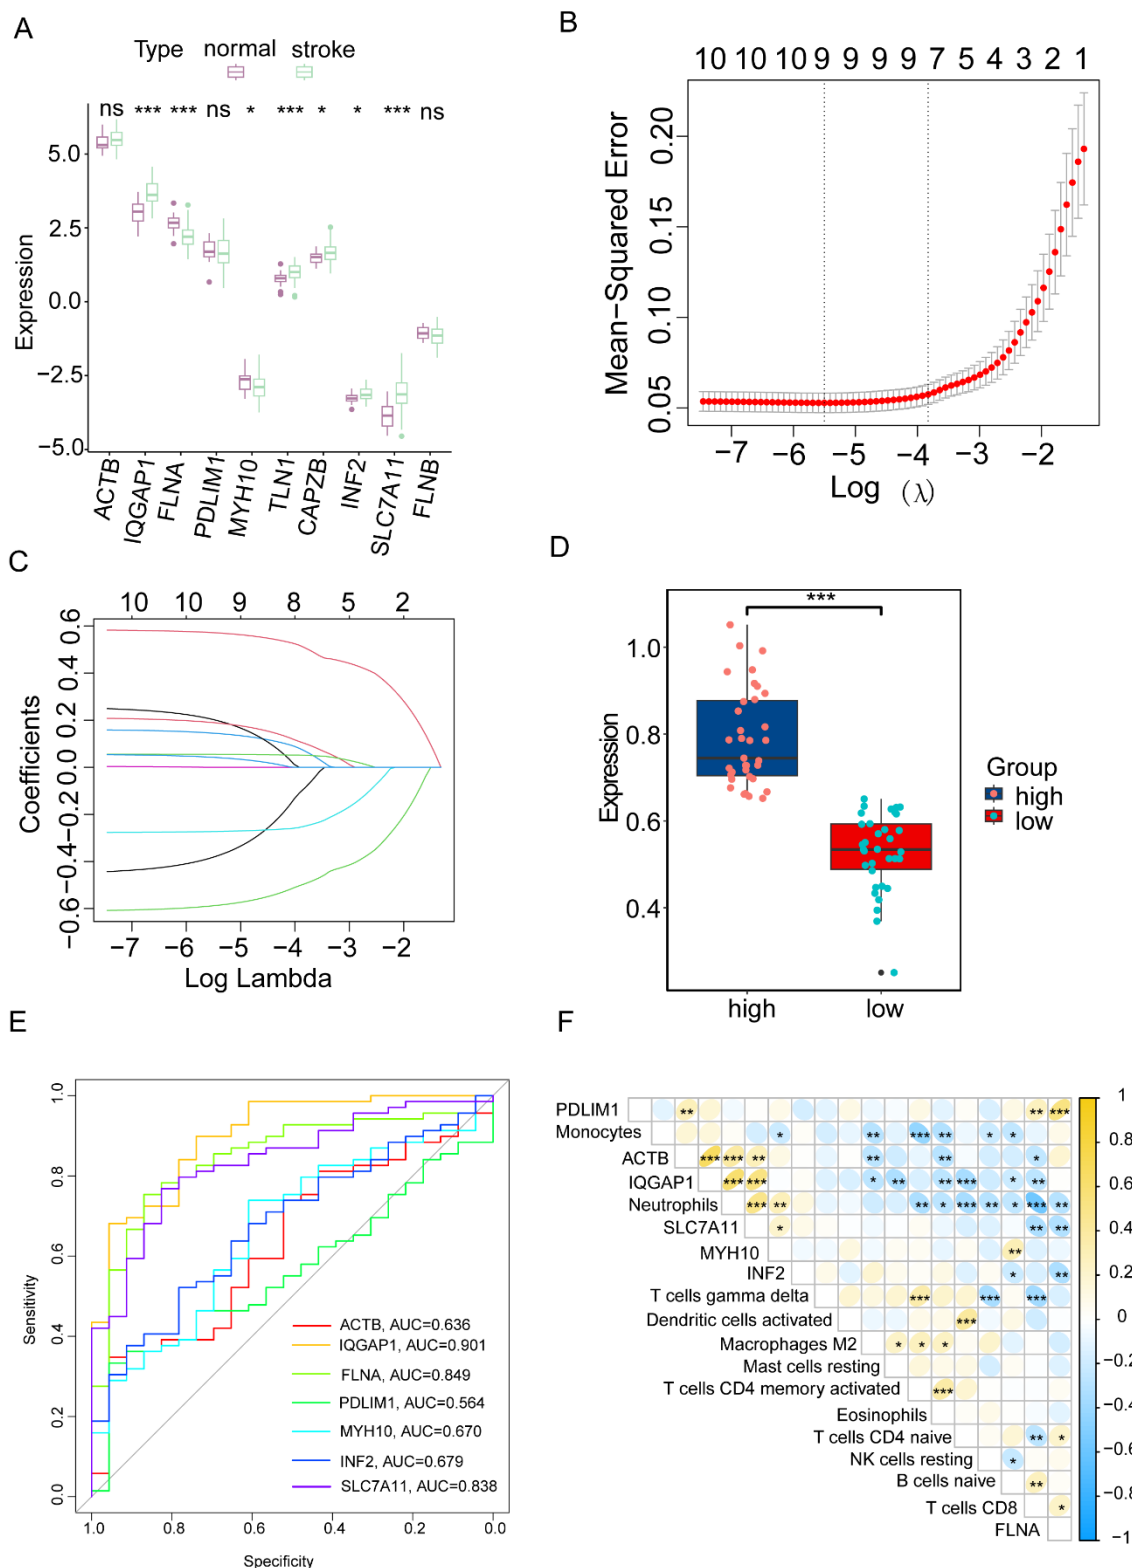 A
Type normal stroke
ns *** *** ns * *** * * *** ns
Expression
5.0
2.5
0.0
−2.5
−5.0
ACTB
IQGAP1
FLNA
PDLIM1
MYH10
TLN1
CAPZB
INF2
SLC7A11
FLNB
B
10 10 10 9 9 9 9 7 5 4 3 2 1
Mean−Squared Error
0.20
0.15
0.10
0.05
−7 −6 −5 −4 −3 −2
Log (λ)
C
10 10 9 8 5 2
Coefficients
0.6
0.4
0.2
0.0
−0.2
−0.4
−0.6
−7 −6 −5 −4 −3 −2
Log Lambda
D
***
Expression
1.0
0.8
0.6
0.4
high low
Group
high
low
E
Sensitivity
1.0
0.8
0.6
0.4
0.2
0.0
ACTB, AUC=0.636
IQGAP1, AUC=0.901
FLNA, AUC=0.849
PDLIM1, AUC=0.564
MYH10, AUC=0.670
INF2, AUC=0.679
SLC7A11, AUC=0.838
1.0 0.8 0.6 0.4 0.2 0.0
Specificity
F
PDLIM1 ** ** ***
Monocytes * ** *** ** * *
ACTB *** *** ** ** ** *
IQGAP1 *** *** * ** ** *** * **
Neutrophils *** ** ** * *** ** * *** **
SLC7A11 * ** **
MYH10 **
INF2 * **
T cells gamma delta *** *** ***
Dendritic cells activated ***
Macrophages M2 * * *
Mast cells resting
T cells CD4 memory activated ***
Eosinophils
T cells CD4 naive ** *
NK cells resting *
B cells naive **
T cells CD8 *
FLNA
1
0.8
0.6
0.4
0.2
0
−0.2
−0.4
−0.6
−0.8
−1